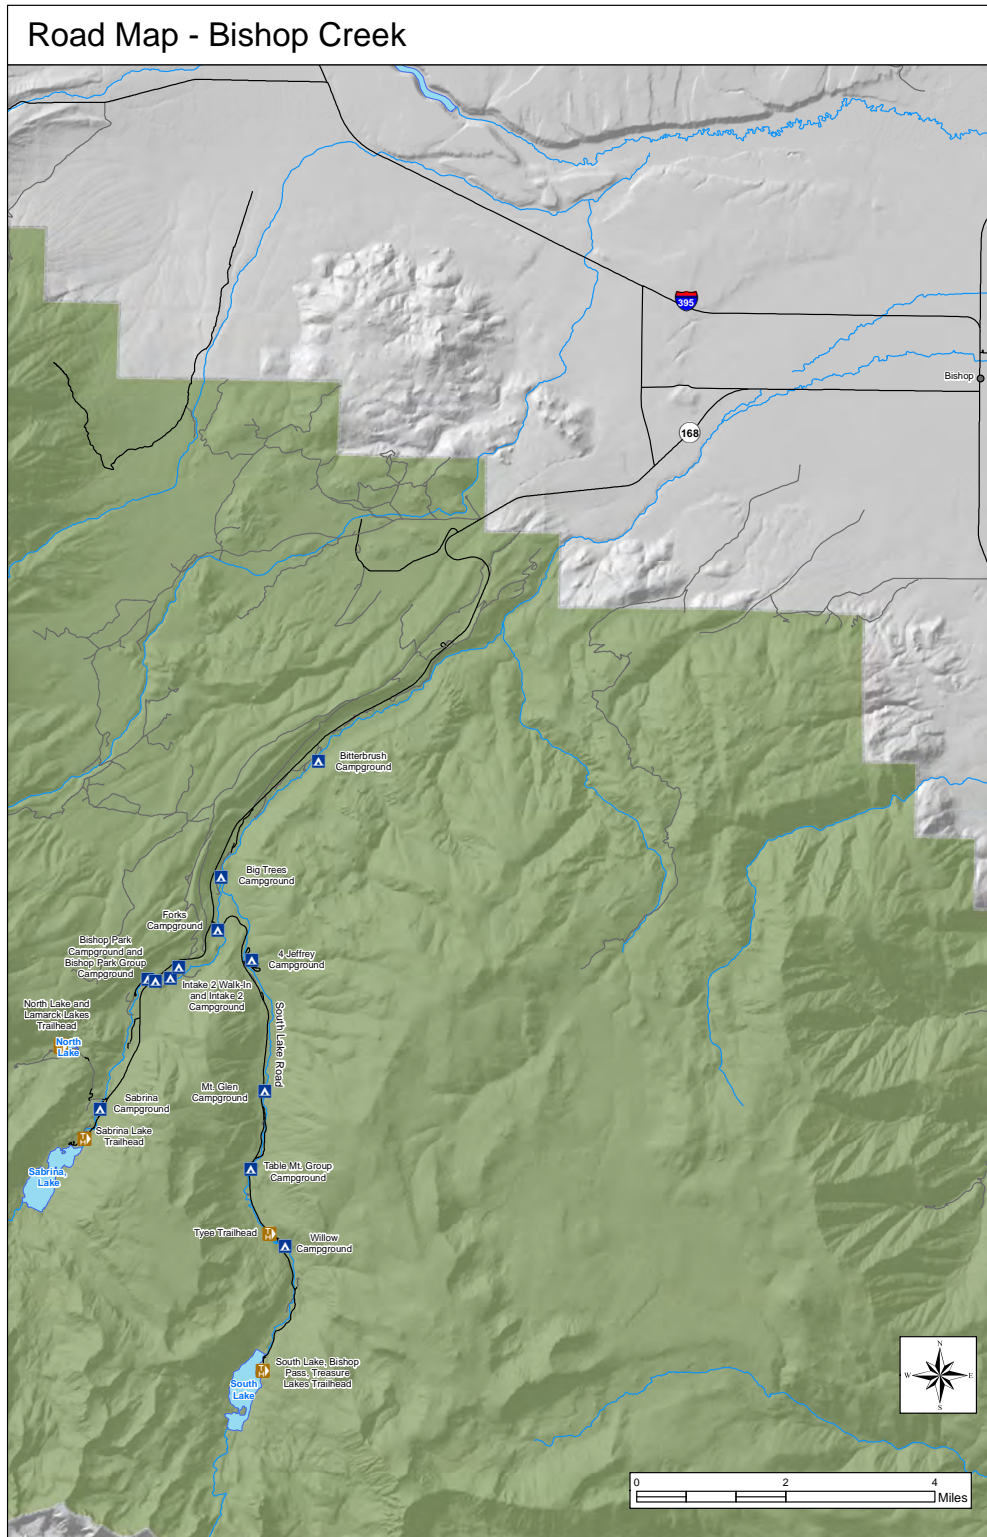 Road Map - Bishop Creek
395
Bishop
168
Bitterbrush
Campground
Big Trees
Campground
Forks
Campground
Bishop Park
Campground and
Bishop Park Group
Campground
4 Jeffrey
Campground
Intake 2 Walk-In
and Intake 2
Campground
North Lake and
Lamarck Lakes
Trailhead
North
Lake
South Lake Road
Mt. Glen
Campground
Sabrina
Campground
Sabrina Lake
Trailhead
Sabrina,
Lake
Table Mt. Group
Campground
Tyee Trailhead
Willow
Campground
South Lake, Bishop
Pass, Treasure
Lakes Trailhead
South
Lake
N
W E
S
0 2 4
Miles